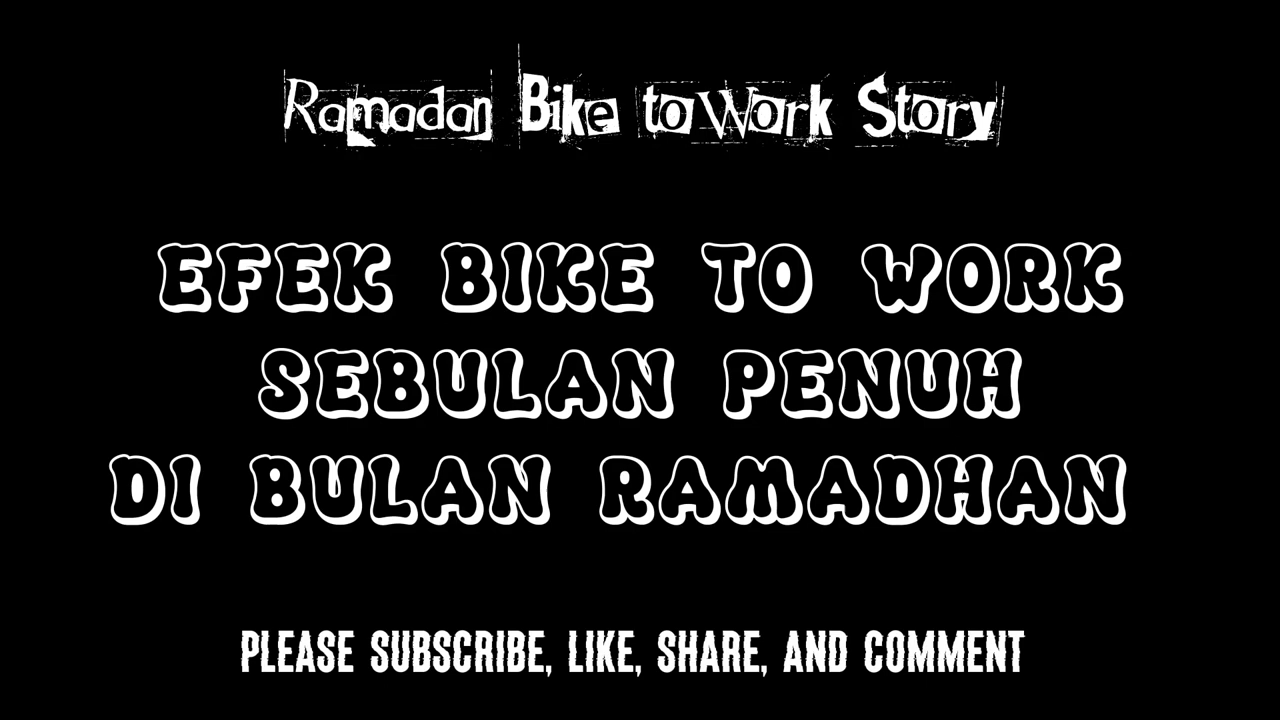 Ramadan Bike to Work Story
EFEK BIKE TO WORK
SEBULAN PENUH
DI BULAN RAMADHAN
PLEASE SUBSCRIBE, LIKE, SHARE, AND COMMENT